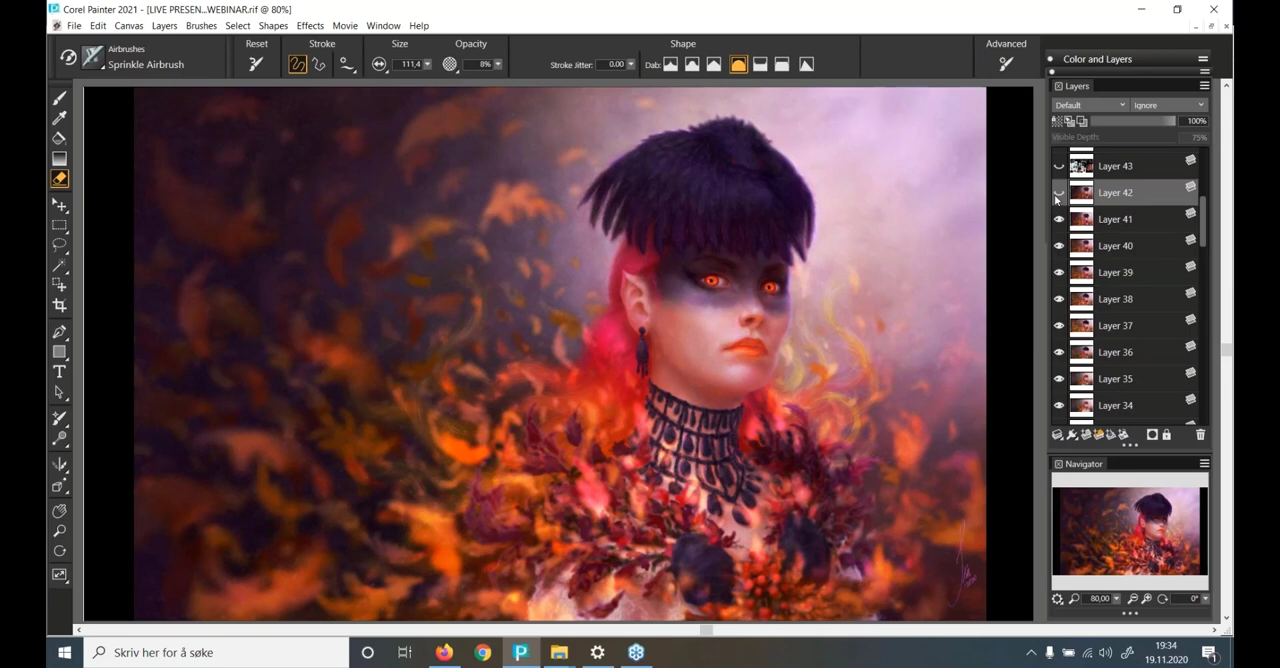 Corel Painter 2021 - [LIVE PRESEN...WEBINAR.rif @ 80%]
File Edit Canvas Layers Brushes Select Shapes Effects Movie Window Help
Airbrushes
Sprinkle Airbrush
Reset
Stroke
Size
111,4
Opacity
8%
Shape
Stroke Jitter: 0.00
Dab:
Advanced
Color and Layers
Layers
Default
Ignore
100%
Visible Depth: 75%
Layer 43
Layer 42
Layer 41
Layer 40
Layer 39
Layer 38
Layer 37
Layer 36
Layer 35
Layer 34
Navigator
80,00
0°
T
Skriv her for å søke
19:34
19.11.2020